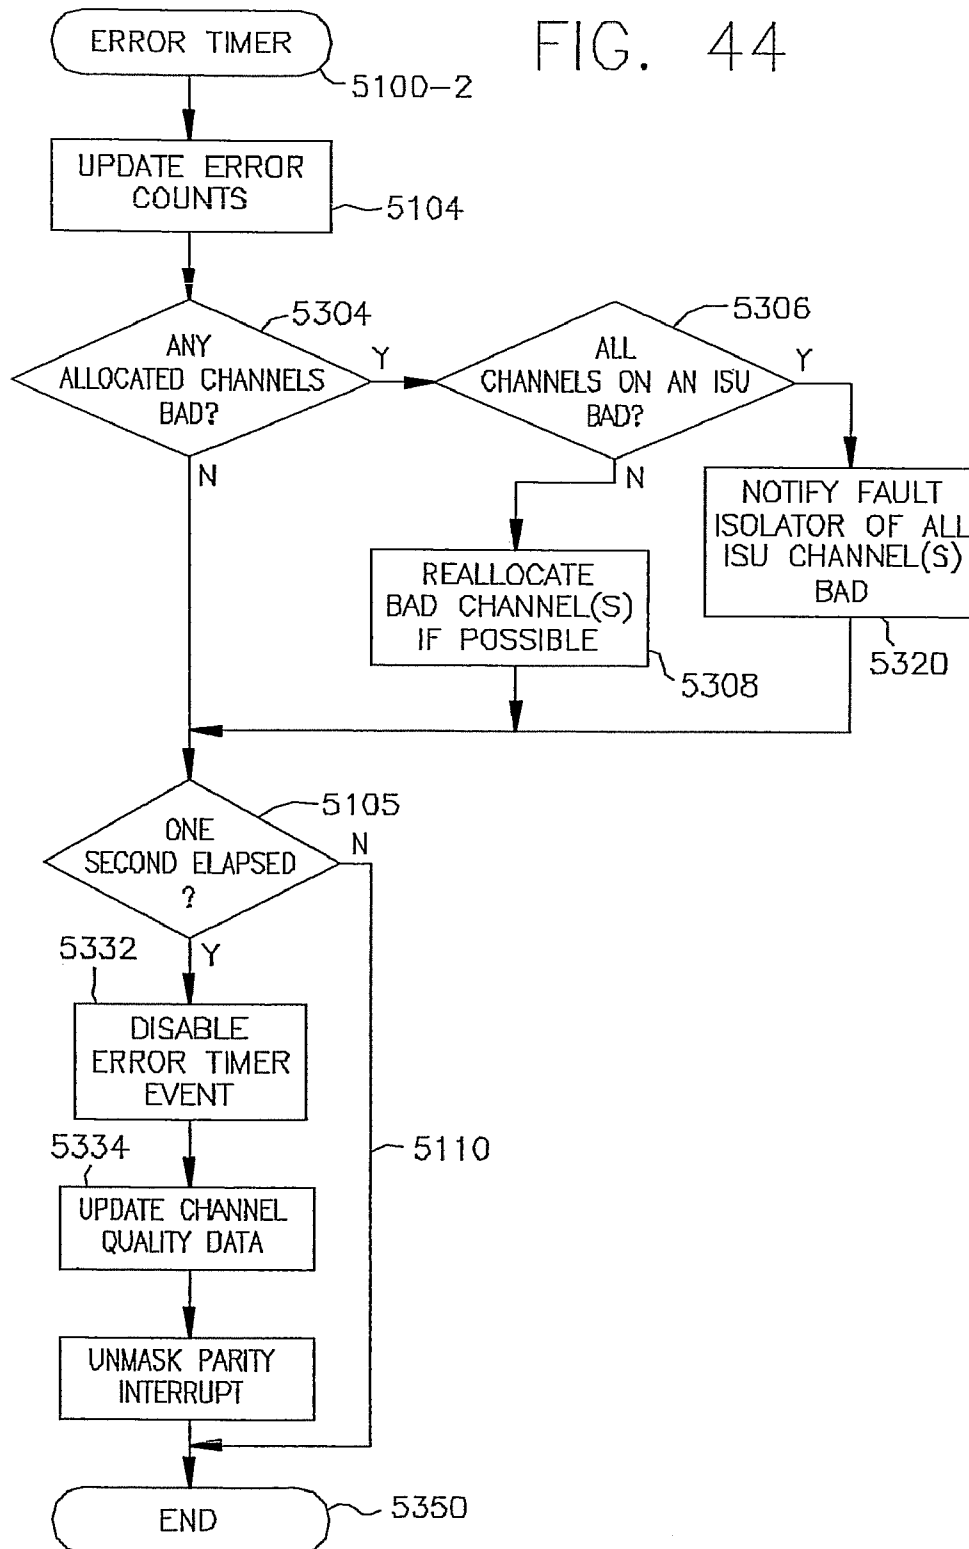 FIG. 44
ERROR TIMER
5100-2
UPDATE ERROR
COUNTS
5104
5304
ANY
ALLOCATED CHANNELS
BAD?
Y
N
5306
ALL
CHANNELS ON AN ISU
BAD?
Y
N
NOTIFY FAULT
ISOLATOR OF ALL
ISU CHANNEL(S)
BAD
5320
REALLOCATE
BAD CHANNEL(S)
IF POSSIBLE
5308
5105
ONE
SECOND ELAPSED
?
N
Y
5332
DISABLE
ERROR TIMER
EVENT
5110
5334
UPDATE CHANNEL
QUALITY DATA
UNMASK PARITY
INTERRUPT
END
5350